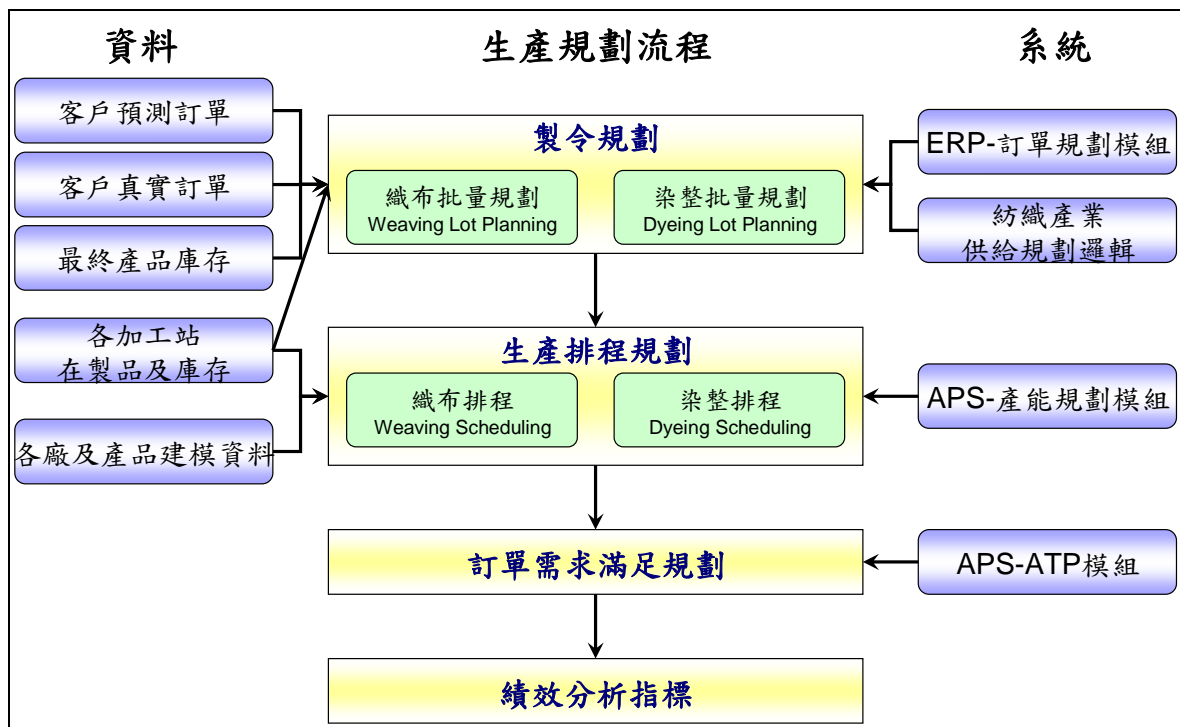 資料
生產規劃流程
系統
客戶預測訂單
客戶真實訂單
最終產品庫存
各加工站
在製品及庫存
各廠及產品建模資料
製令規劃
織布批量規劃
Weaving Lot Planning
染整批量規劃
Dyeing Lot Planning
生產排程規劃
織布排程
Weaving Scheduling
染整排程
Dyeing Scheduling
訂單需求滿足規劃
績效分析指標
ERP-訂單規劃模組
紡織產業
供給規劃邏輯
APS-產能規劃模組
APS-ATP模組